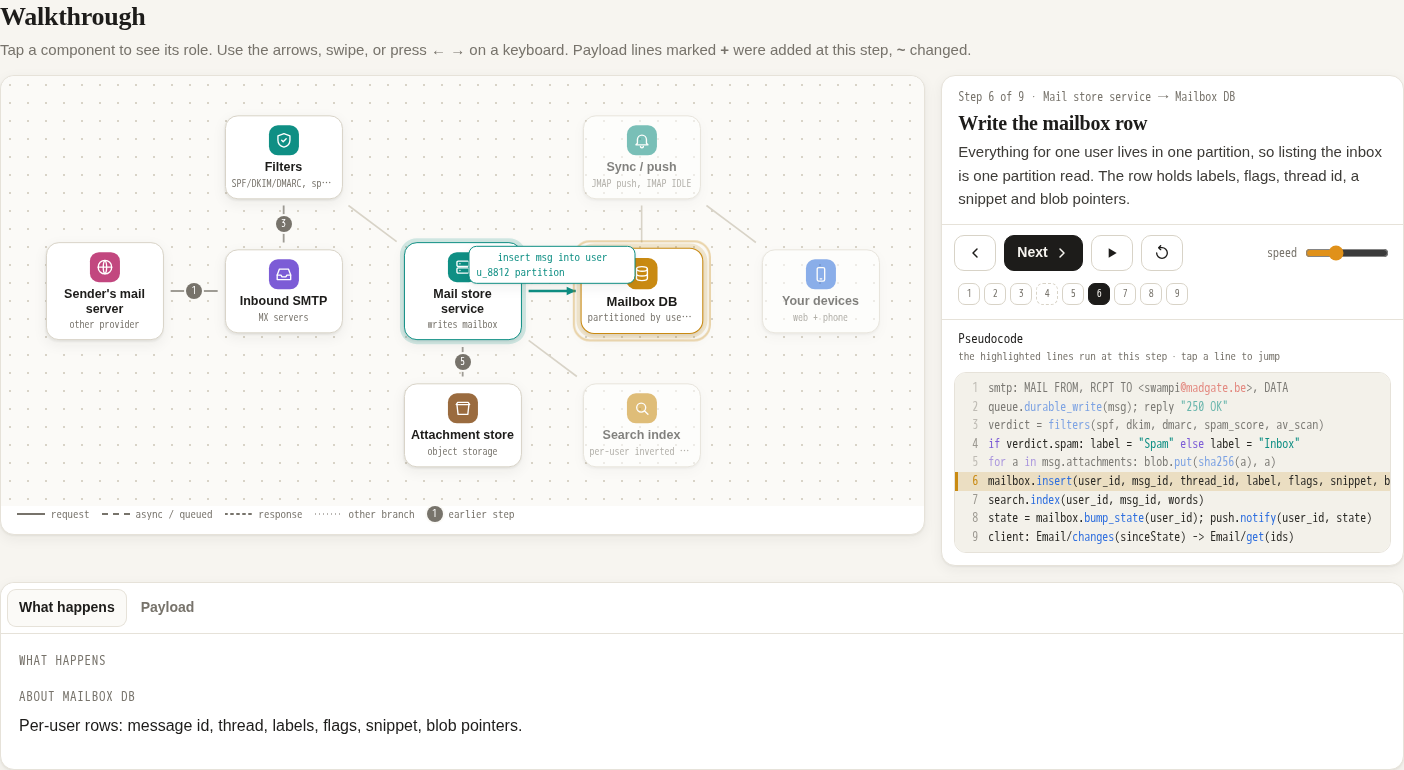 Walkthrough
Tap a component to see its role. Use the arrows, swipe, or press ← → on a keyboard. Payload lines marked + were added at this step, ~ changed.
Filters
SPF/DKIM/DMARC, sp···
Sync / push
JMAP push, IMAP IDLE
3
Sender's mail
server
other provider
1
Inbound SMTP
MX servers
Mail store
service
writes mailbox
insert msg into user
u_8812 partition
Mailbox DB
partitioned by use···
Your devices
web + phone
5
Attachment store
object storage
Search index
per-user inverted ···
request
async / queued
response
other branch
1 earlier step
Step 6 of 9 · Mail store service → Mailbox DB
Write the mailbox row
Everything for one user lives in one partition, so listing the inbox
is one partition read. The row holds labels, flags, thread id, a
snippet and blob pointers.
Next
speed
1 2 3 4 5 6 7 8 9
Pseudocode
the highlighted lines run at this step · tap a line to jump
1 smtp: MAIL FROM, RCPT TO <swampi@madgate.be>, DATA
2 queue.durable_write(msg); reply "250 OK"
3 verdict = filters(spf, dkim, dmarc, spam_score, av_scan)
4 if verdict.spam: label = "Spam" else label = "Inbox"
5 for a in msg.attachments: blob.put(sha256(a), a)
6 mailbox.insert(user_id, msg_id, thread_id, label, flags, snippet, b
7 search.index(user_id, msg_id, words)
8 state = mailbox.bump_state(user_id); push.notify(user_id, state)
9 client: Email/changes(sinceState) -> Email/get(ids)
What happens
Payload
WHAT HAPPENS
ABOUT MAILBOX DB
Per-user rows: message id, thread, labels, flags, snippet, blob pointers.